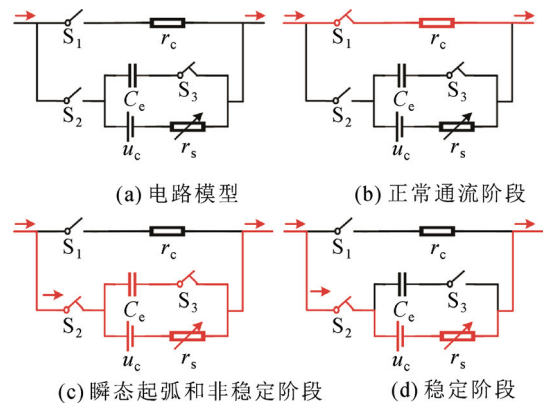 S1 rc S1 rc
S2 Ce S3 S2 Ce S3
uc rs uc rs
(a) 电路模型 (b) 正常通流阶段
S1 rc S1 rc
S2 Ce S3 S2 Ce S3
uc rs uc rs
(c) 瞬态起弧和非稳定阶段 (d) 稳定阶段